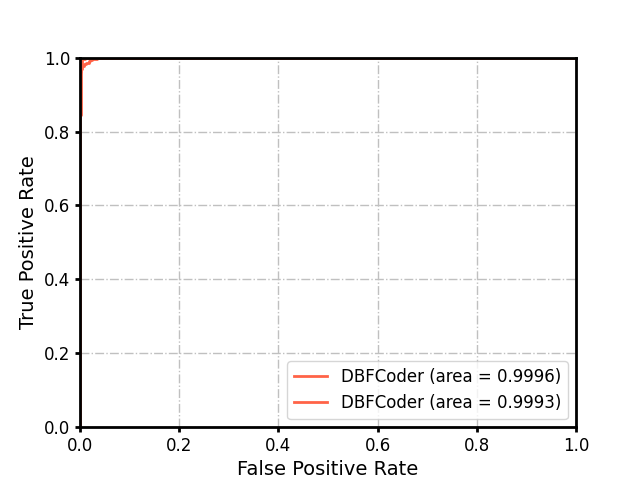 1.0
0.8
0.6
0.4
0.2
0.0
True Positive Rate
DBFCoder (area = 0.9996)
DBFCoder (area = 0.9993)
0.0 0.2 0.4 0.6 0.8 1.0
False Positive Rate